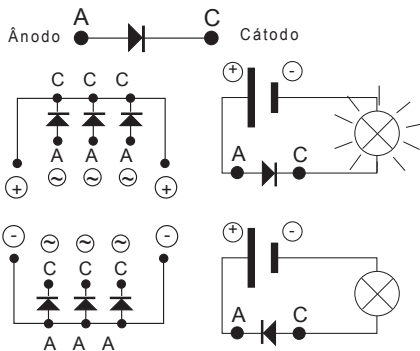 Ânodo A C Cátodo
C C C
A A A
~ ~ ~
+ +
+ -
A C
- ~ ~ ~ -
C C C
A A A
+ -
A C